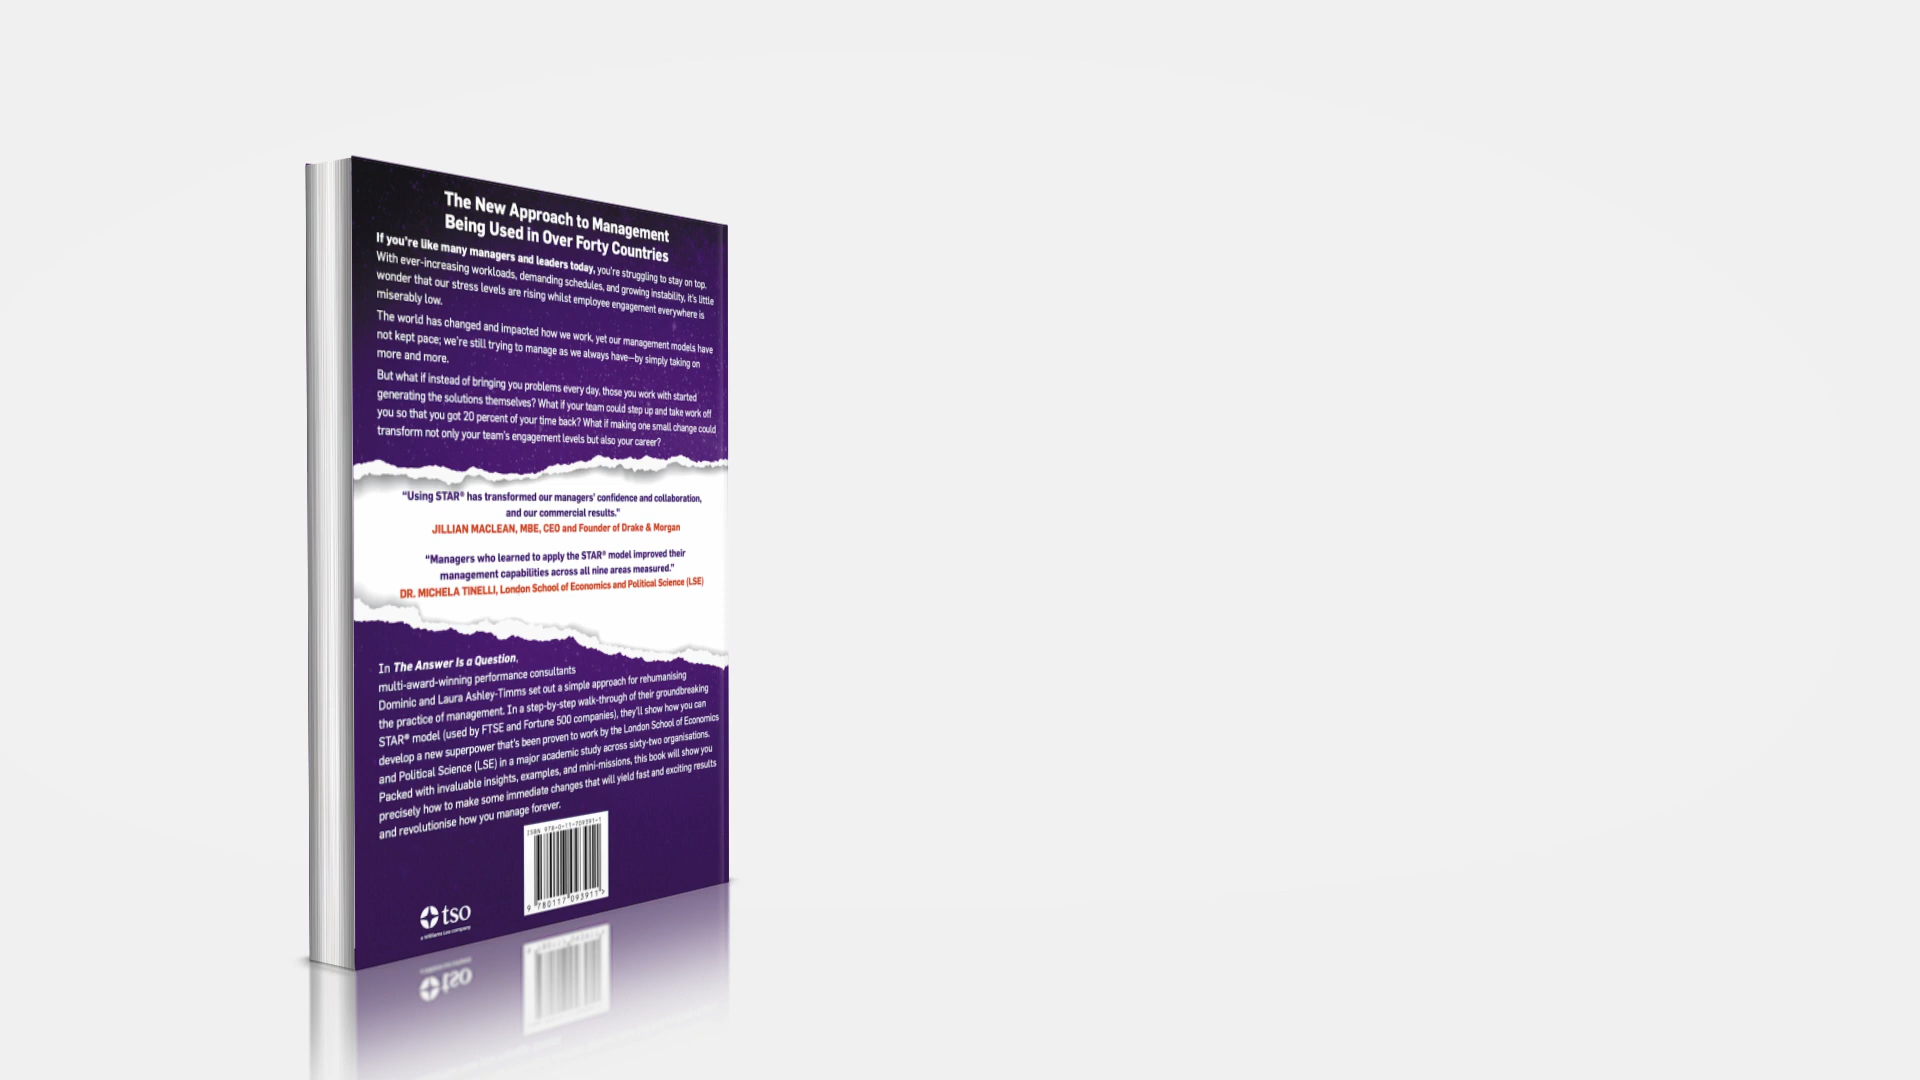 The New Approach to Management
Being Used in Over Forty Countries
If you're like many managers and leaders today, you're struggling to stay on top.
With ever-increasing workloads, demanding schedules, and growing instability, it's little
wonder that our stress levels are rising whilst employee engagement everywhere is
miserably low.
The world has changed and impacted how we work, yet our management models have
not kept pace; we're still trying to manage as we always have—by simply taking on
more and more.
But what if instead of bringing you problems every day, those you work with started
generating the solutions themselves? What if your team could step up and take work off
you so that you got 20 percent of your time back? What if making one small change could
transform not only your team's engagement levels but also your career?
“Using STAR® has transformed our managers' confidence and collaboration,
and our commercial results.”
JILLIAN MACLEAN, MBE, CEO and Founder of Drake & Morgan
“Managers who learned to apply the STAR® model improved their
management capabilities across all nine areas measured.”
DR. MICHELA TINELLI, London School of Economics and Political Science (LSE)
In The Answer Is a Question,
multi-award-winning performance consultants
Dominic and Laura Ashley-Timms set out a simple approach for rehumanising
the practice of management. In a step-by-step walk-through of their groundbreaking
STAR® model (used by FTSE and Fortune 500 companies), they'll show how you can
develop a new superpower that's been proven to work by the London School of Economics
and Political Science (LSE) in a major academic study across sixty-two organisations.
Packed with invaluable insights, examples, and mini-missions, this book will show you
precisely how to make some immediate changes that will yield fast and exciting results
and revolutionise how you manage forever.
ISBN 978-0-11-709391-1
9 780117 093911 >
tso
a Williams Lea company